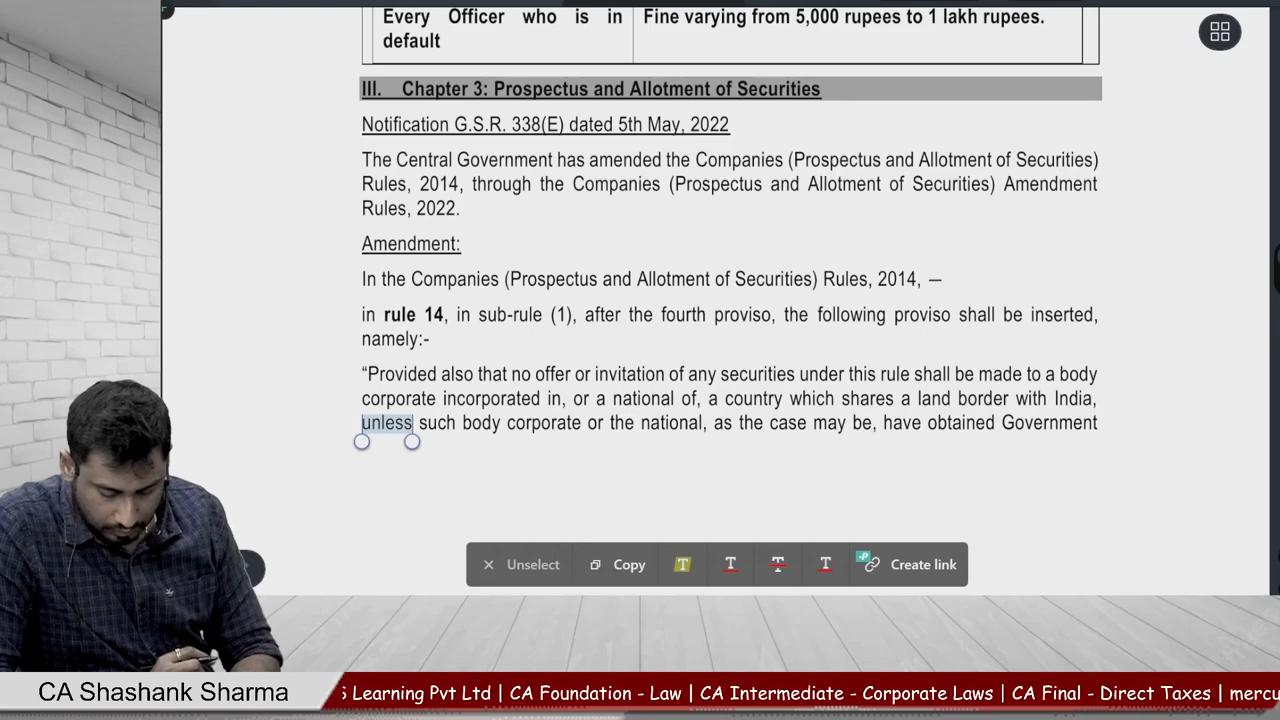 Every Officer who is in
default
Fine varying from 5,000 rupees to 1 lakh rupees.
III. Chapter 3: Prospectus and Allotment of Securities
Notification G.S.R. 338(E) dated 5th May, 2022
The Central Government has amended the Companies (Prospectus and Allotment of Securities)
Rules, 2014, through the Companies (Prospectus and Allotment of Securities) Amendment
Rules, 2022.
Amendment:
In the Companies (Prospectus and Allotment of Securities) Rules, 2014, —
in rule 14, in sub-rule (1), after the fourth proviso, the following proviso shall be inserted,
namely:-
“Provided also that no offer or invitation of any securities under this rule shall be made to a body
corporate incorporated in, or a national of, a country which shares a land border with India,
unless such body corporate or the national, as the case may be, have obtained Government
× Unselect Copy T T T T Create link
CA Shashank Sharma
S Learning Pvt Ltd | CA Foundation - Law | CA Intermediate - Corporate Laws | CA Final - Direct Taxes | mercu